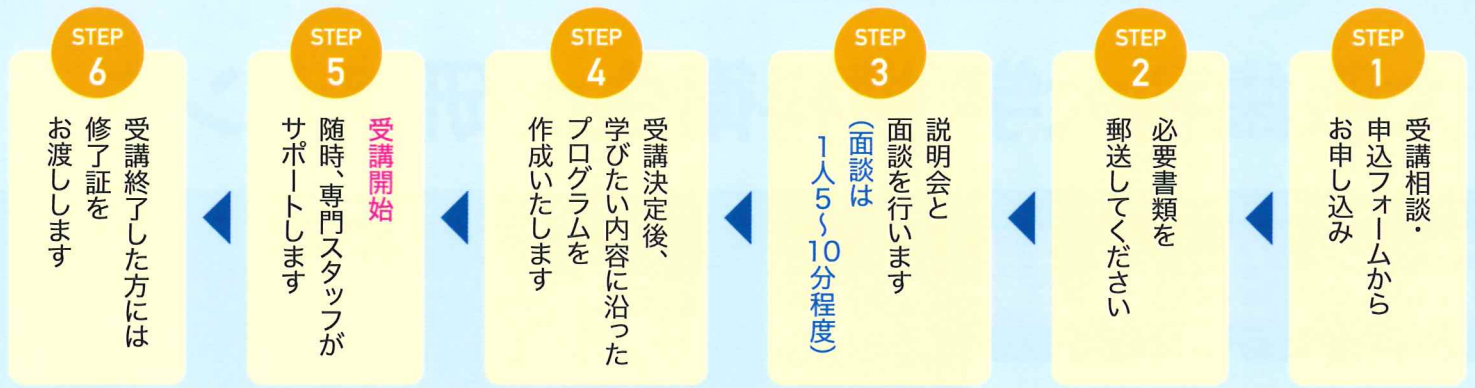 STEP
1
受講相談・
申込フォームから
お申し込み
STEP
2
必要書類を
郵送してください
STEP
3
説明会と
面談を行います
(面談は
1人5~10分程度)
STEP
4
受講決定後、
学びたい内容に沿った
プログラムを
作成いたします
STEP
5
受講開始
随時、専門スタッフが
サポートします
STEP
6
受講終了した方には
修了証を
お渡しします